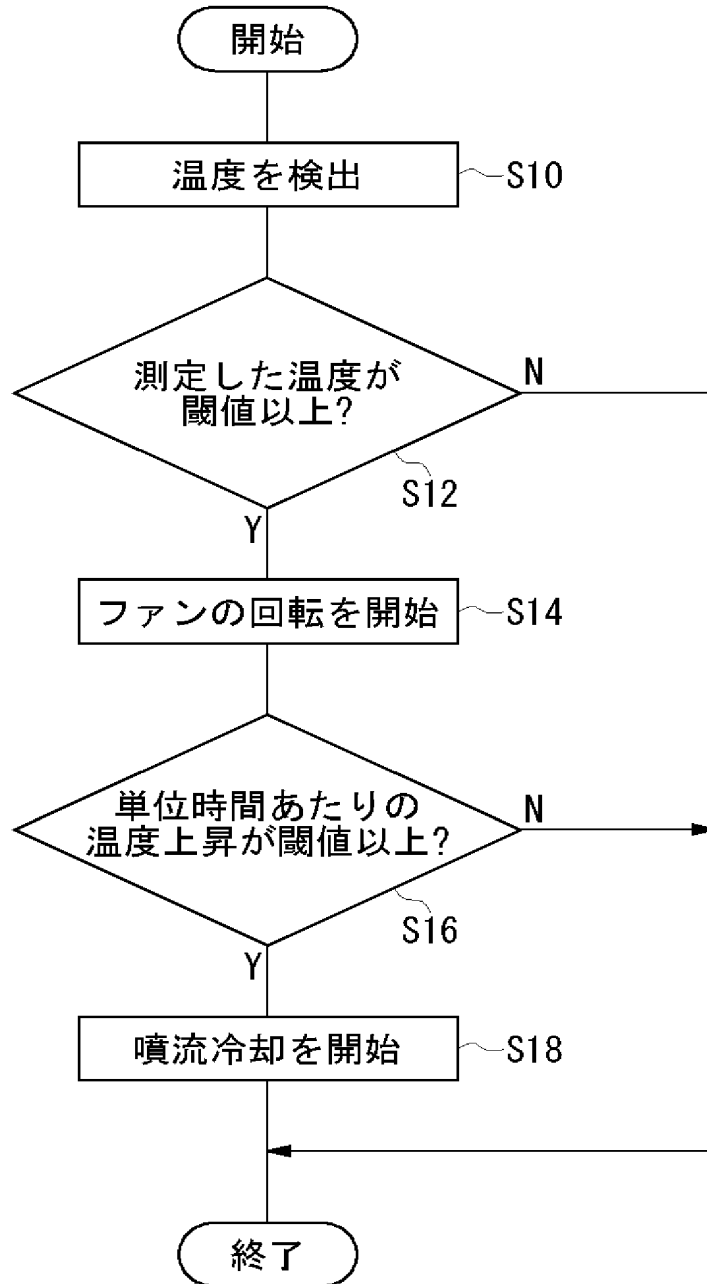 開始
温度を検出
S10
測定した温度が
閾値以上?
N
S12
Y
ファンの回転を開始
S14
単位時間あたりの
温度上昇が閾値以上?
N
S16
Y
噴流冷却を開始
S18
終了